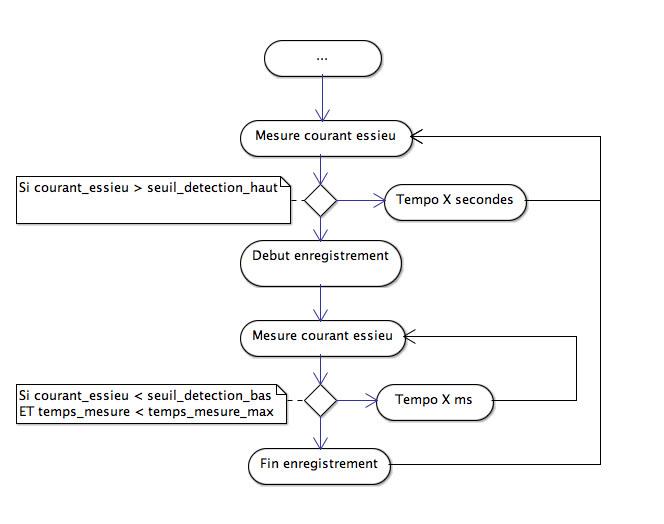 ...
Mesure courant essieu
Si courant_essieu > seuil_detection_haut
Tempo X secondes
Debut enregistrement
Mesure courant essieu
Si courant_essieu < seuil_detection_bas
ET temps_mesure < temps_mesure_max
Tempo X ms
Fin enregistrement